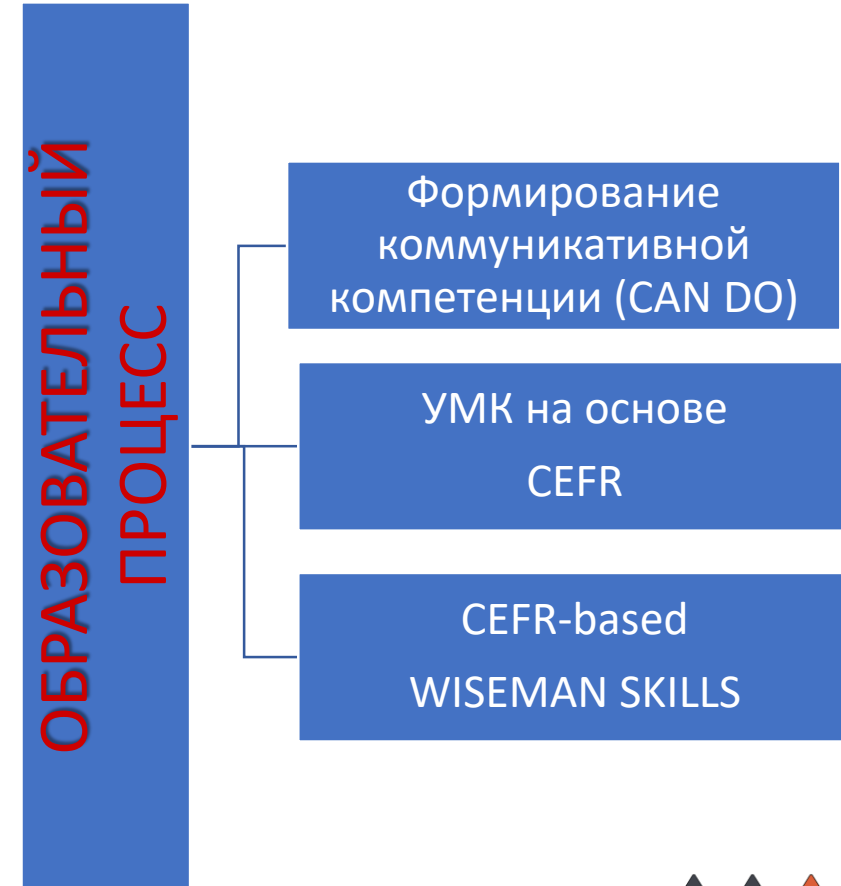 ОБРАЗОВАТЕЛЬНЫЙ
ПРОЦЕСС
Формирование
коммуникативной
компетенции (CAN DO)
УМК на основе
CEFR
CEFR-based
WISEMAN SKILLS